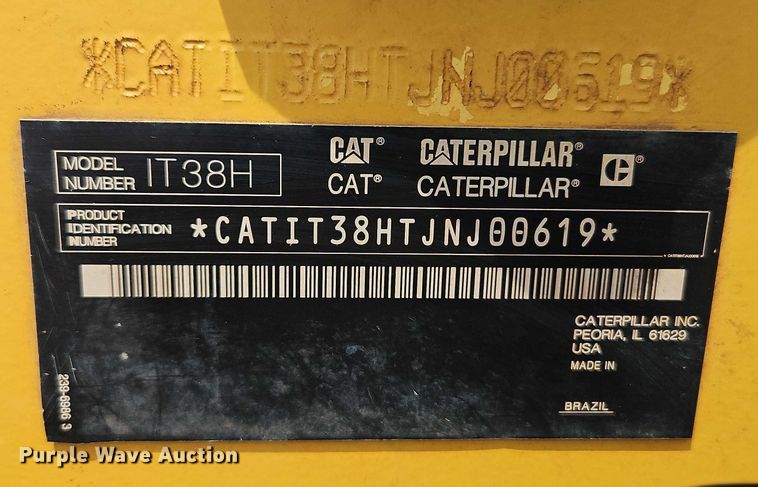 *CATIT38HTJNJ00619*
MODEL NUMBER IT38H
CAT® CATERPILLAR® ®
CAT® CATERPILLAR®
PRODUCT IDENTIFICATION NUMBER *CATIT38HTJNJ00619*
CATERPILLAR INC.
PEORIA, IL 61629
USA
MADE IN
BRAZIL
239-6986 3
Purple Wave Auction